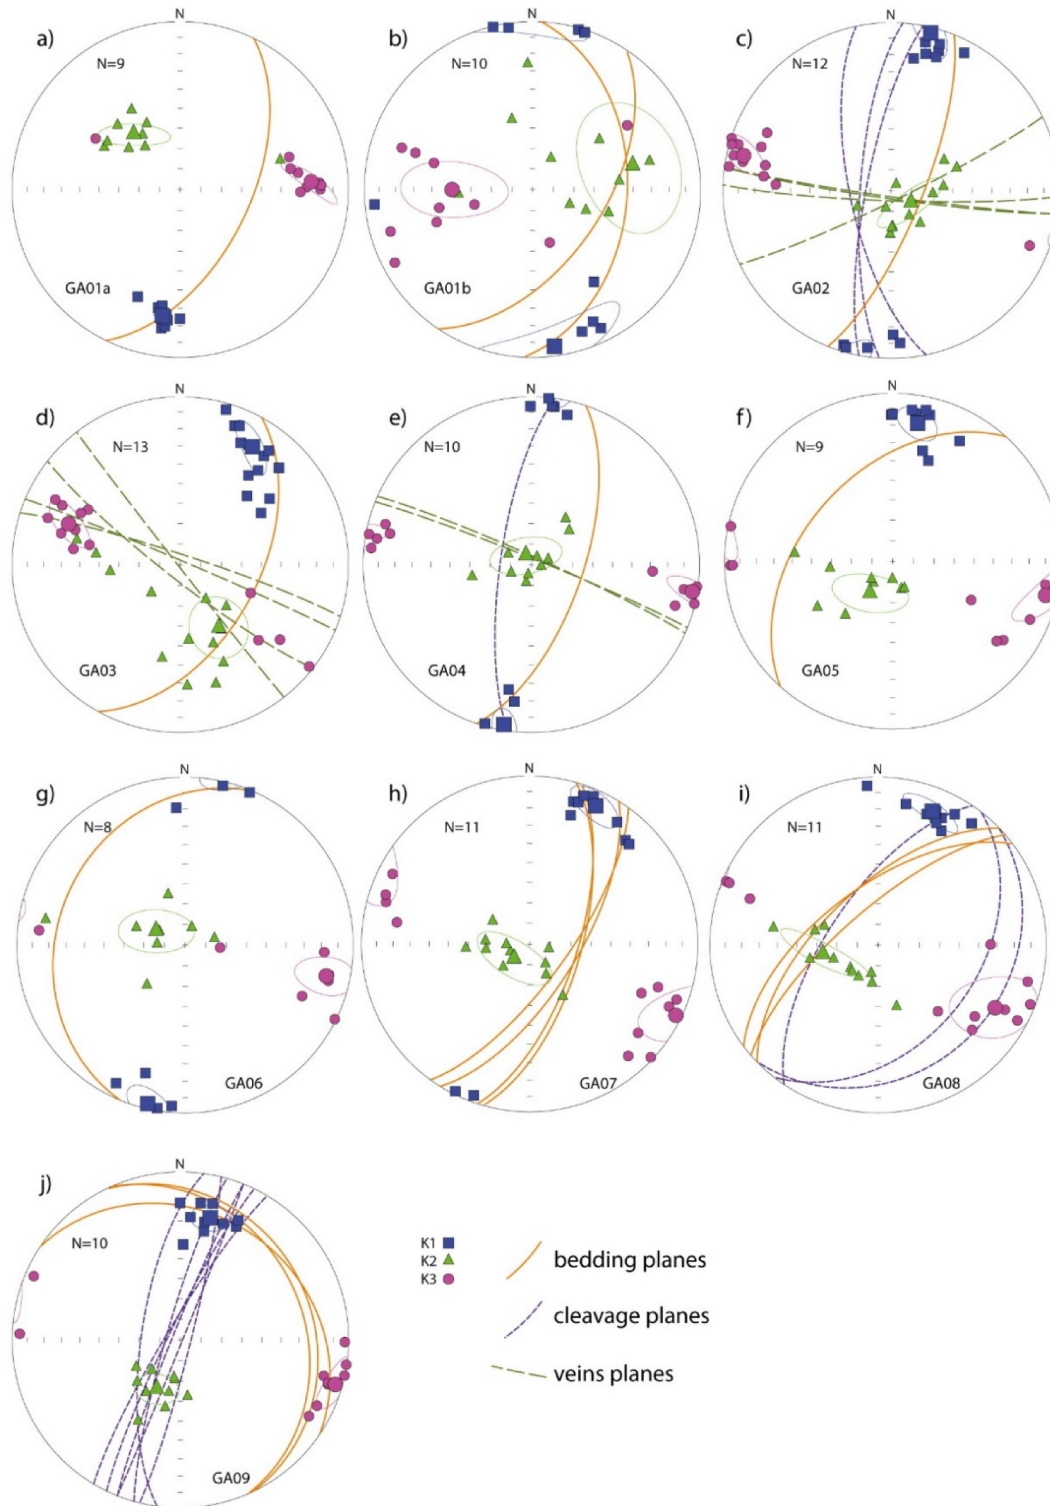 a)
N
N=9
GA01a
b)
N
N=10
GA01b
c)
N
N=12
GA02
d)
N
N=13
GA03
e)
N
N=10
GA04
f)
N
N=9
GA05
g)
N
N=8
GA06
h)
N
N=11
GA07
i)
N
N=11
GA08
j)
N
N=10
GA09
K1
K2
K3
bedding planes
cleavage planes
veins planes